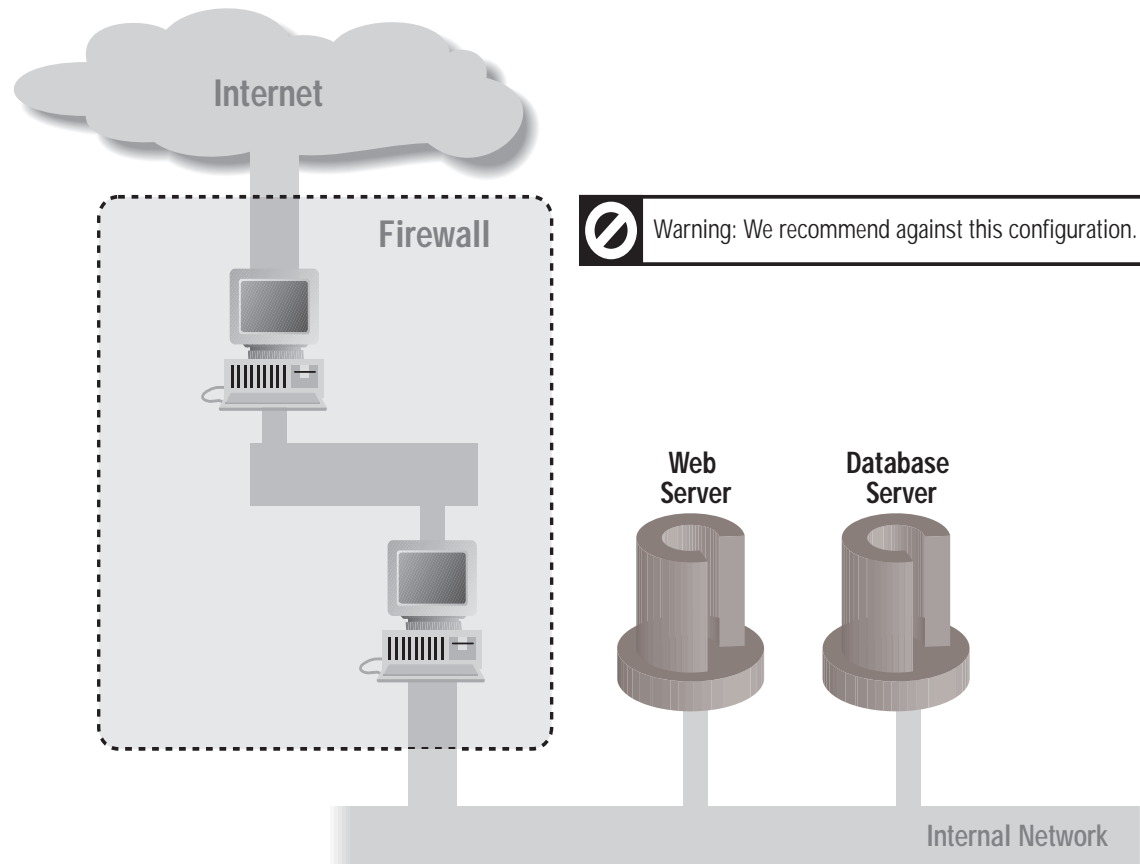 Internet
Firewall
Warning: We recommend against this configuration.
Web
Server
Database
Server
Internal Network